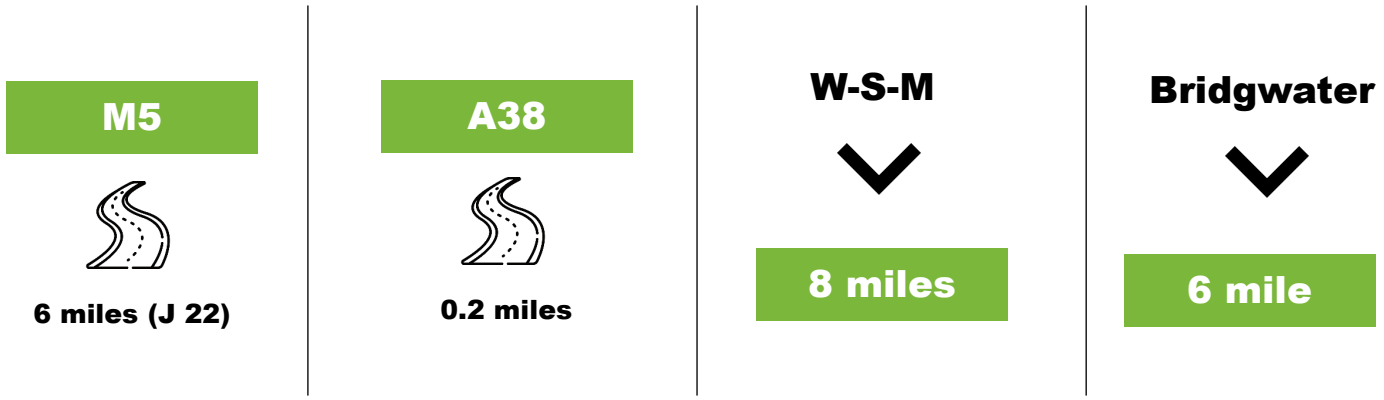 M5
6 miles (J 22)
A38
0.2 miles
W-S-M
8 miles
Bridgwater
6 mile